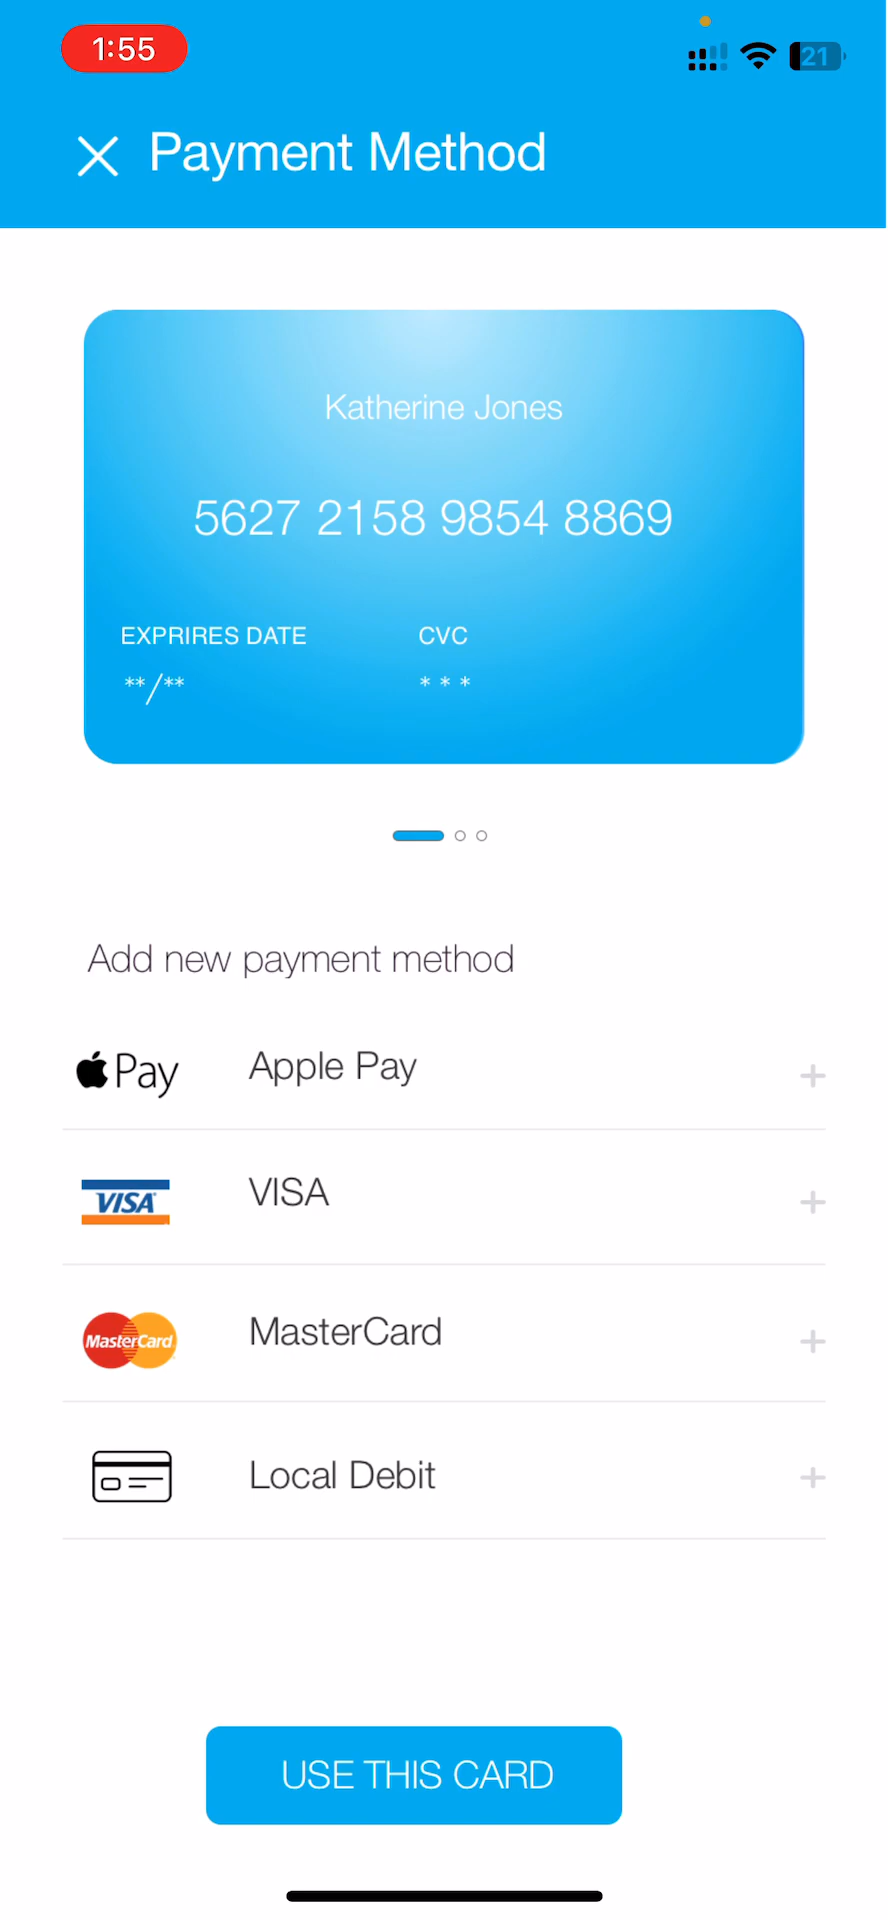 1:55
21
Payment Method
Katherine Jones
5627 2158 9854 8869
EXPRIRES DATE CVC
**/** * * *
Add new payment method
Pay Apple Pay
VISA VISA
MasterCard MasterCard
Local Debit
USE THIS CARD